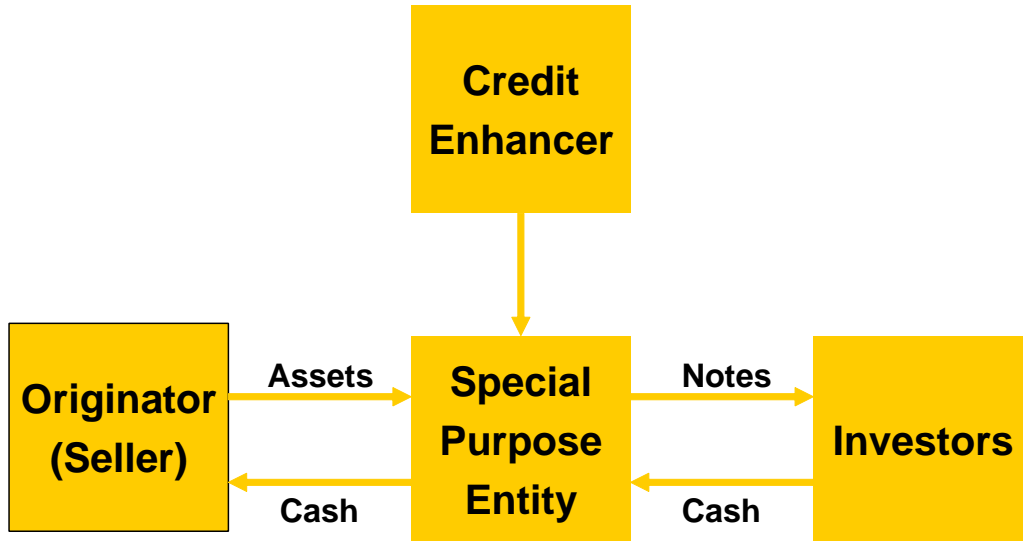 Credit
Enhancer
Originator
(Seller)
Assets
Cash
Special
Purpose
Entity
Notes
Cash
Investors